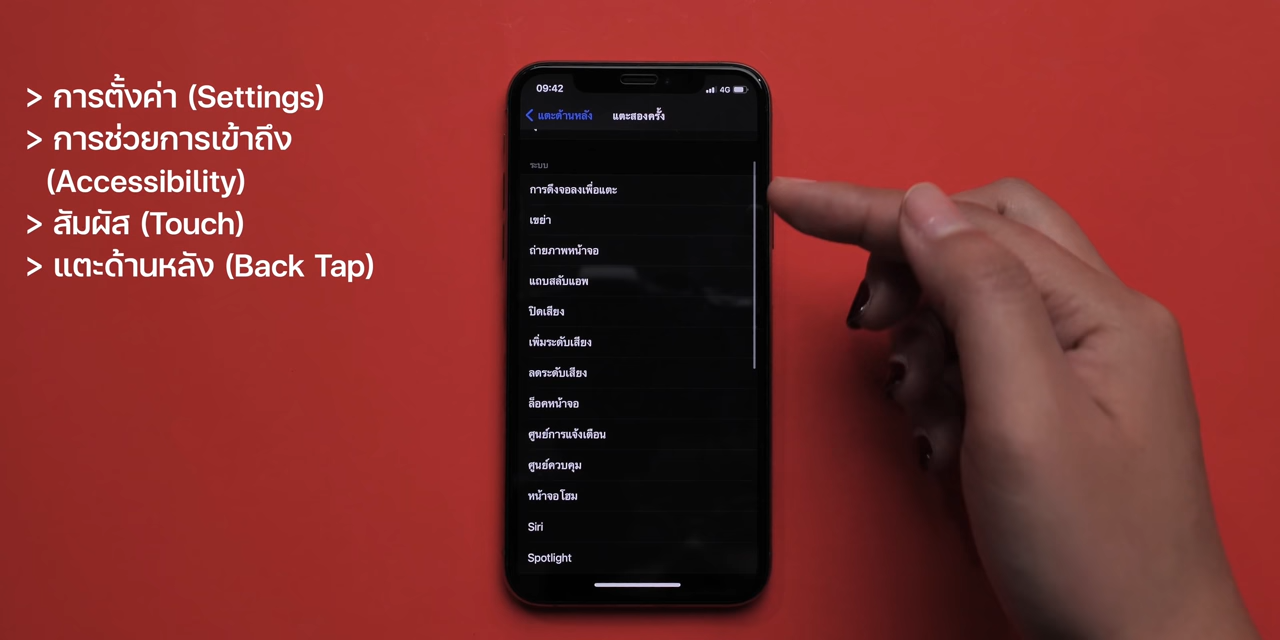 > การตั้งค่า (Settings)
> การช่วยการเข้าถึง
(Accessibility)
> สัมผัส (Touch)
> แตะด้านหลัง (Back Tap)
09:42
4G
แตะด้านหลัง
แตะสองครั้ง
ระบบ
การดึงจอลงเพื่อแตะ
เขย่า
ถ่ายภาพหน้าจอ
แถบสลับแอพ
ปิดเสียง
เพิ่มระดับเสียง
ลดระดับเสียง
ล็อคหน้าจอ
ศูนย์การแจ้งเตือน
ศูนย์ควบคุม
หน้าจอโฮม
Siri
Spotlight